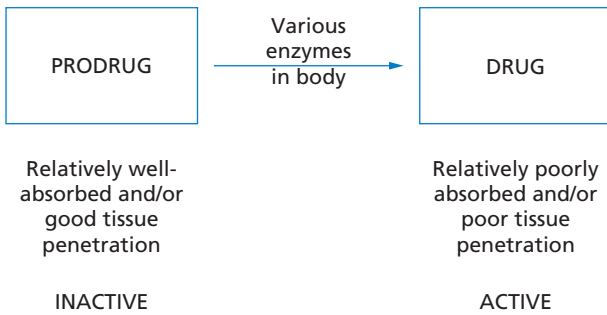 PRODRUG
Various
enzymes
in body
DRUG
Relatively well-
absorbed and/or
good tissue
penetration
INACTIVE
Relatively poorly
absorbed and/or
poor tissue
penetration
ACTIVE